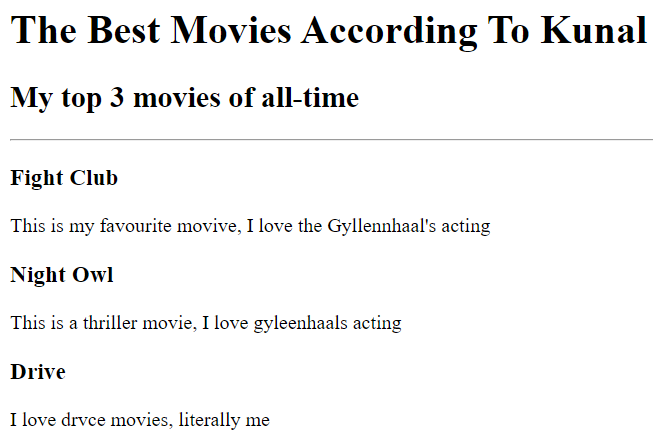 The Best Movies According To Kunal
My top 3 movies of all-time
Fight Club
This is my favourite movive, I love the Gyllennhaal's acting
Night Owl
This is a thriller movie, I love gyleenhaals acting
Drive
I love drvce movies, literally me